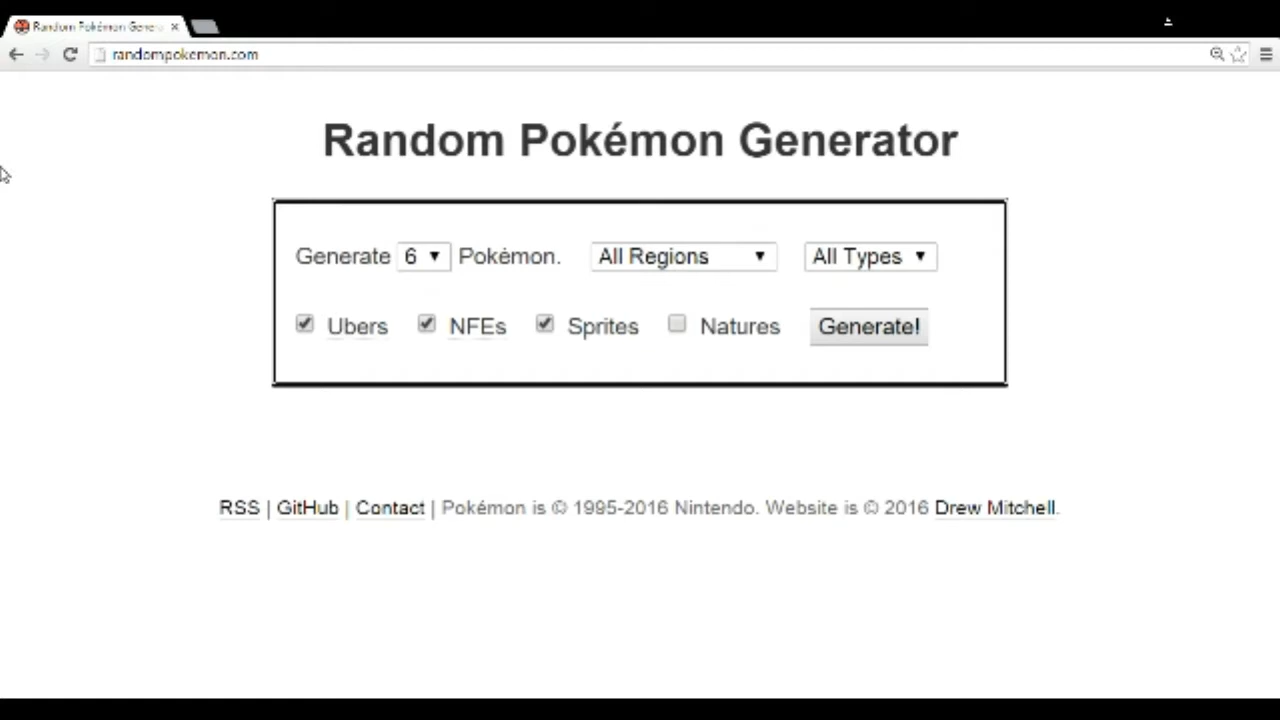 Random Pokémon Genera
randompokemon.com
Random Pokémon Generator
Generate 6 Pokémon. All Regions All Types
Ubers NFEs Sprites Natures Generate!
RSS | GitHub | Contact | Pokémon is © 1995-2016 Nintendo. Website is © 2016 Drew Mitchell.